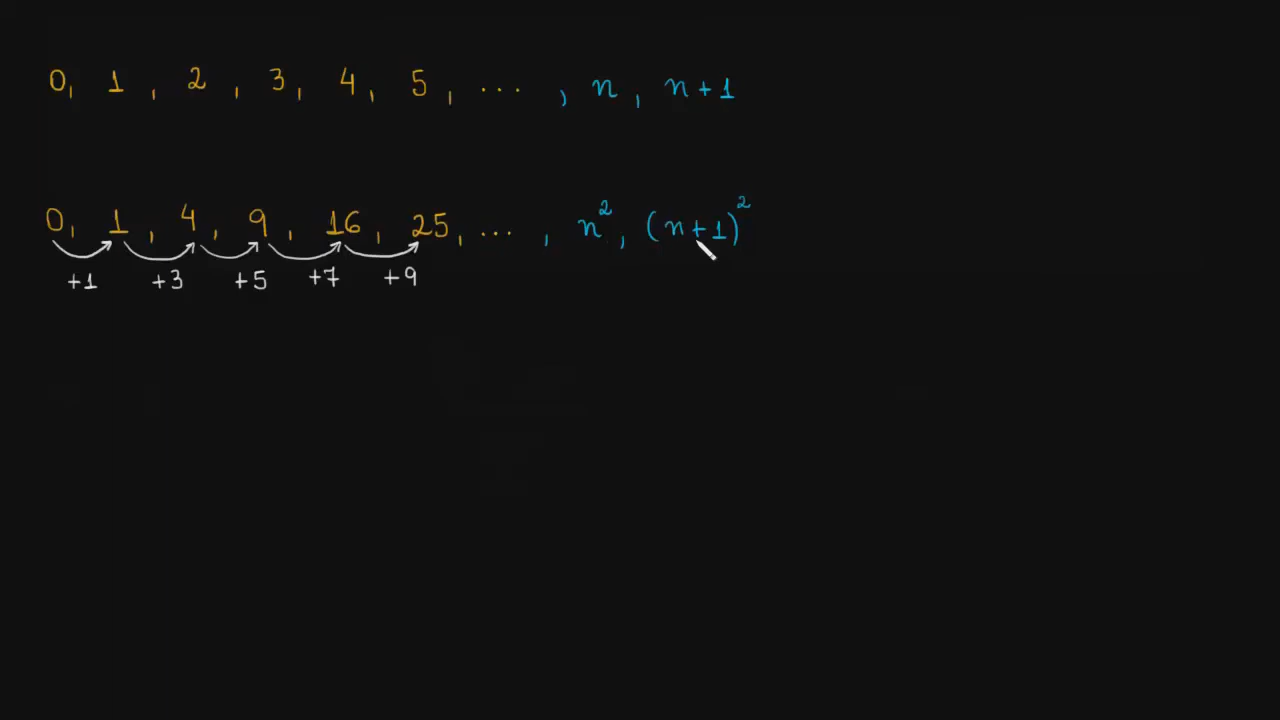 0, 1, 2, 3, 4, 5, ..., n, n+1
0, 1, 4, 9, 16, 25, ..., n², (n+1)²
+1 +3 +5 +7 +9